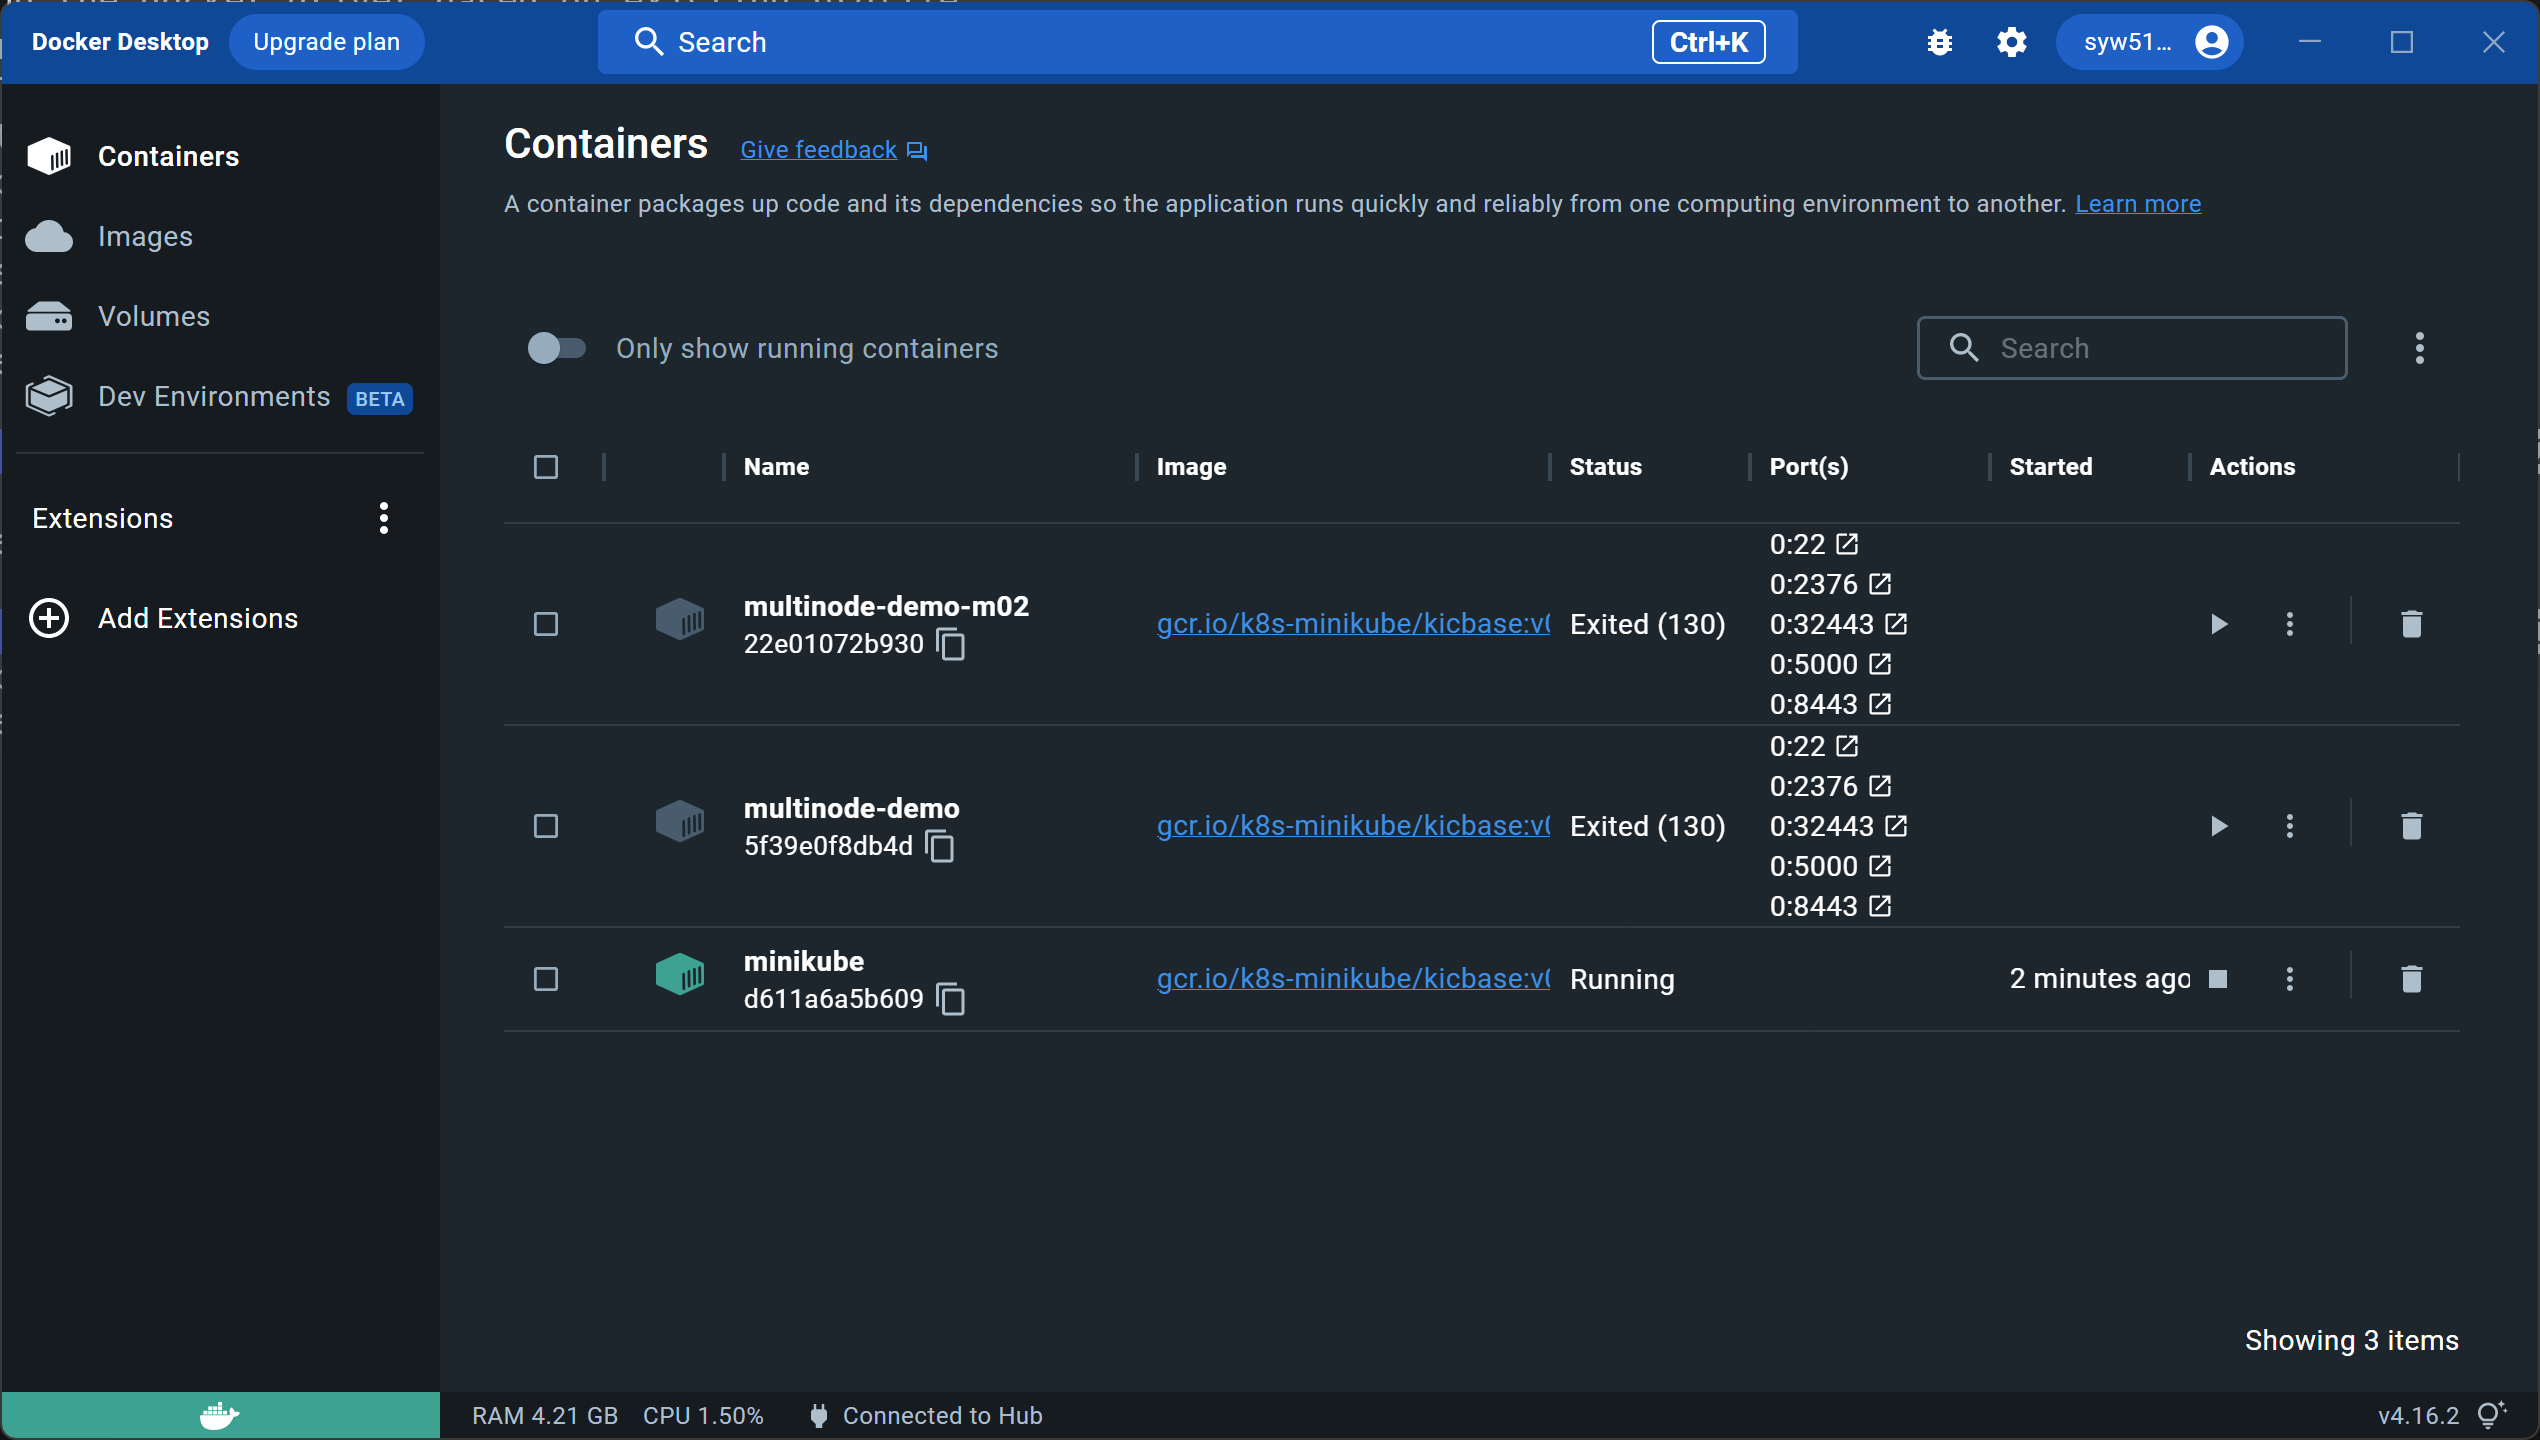 Docker Desktop
Upgrade plan
Search
Ctrl+K
syw51...
Containers
Images
Volumes
Dev Environments BETA
Extensions
Add Extensions
Containers
Give feedback
A container packages up code and its dependencies so the application runs quickly and reliably from one computing environment to another. Learn more
Only show running containers
Search
Name Image Status Port(s) Started Actions
multinode-demo-m02
22e01072b930
gcr.io/k8s-minikube/kicbase:v0
Exited (130)
0:22
0:2376
0:32443
0:5000
0:8443
multinode-demo
5f39e0f8db4d
gcr.io/k8s-minikube/kicbase:v0
Exited (130)
0:22
0:2376
0:32443
0:5000
0:8443
minikube
d611a6a5b609
gcr.io/k8s-minikube/kicbase:v0
Running
2 minutes ago
Showing 3 items
RAM 4.21 GB CPU 1.50% Connected to Hub
v4.16.2